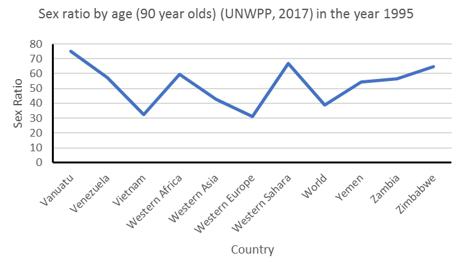 Sex ratio by age (90 year olds) (UNWPP, 2017) in the year 1995
80
70
60
50
40
30
20
10
0
Sex Ratio
Vanuatu
Venezuela
Vietnam
Western Africa
Western Asia
Western Europe
Western Sahara
World
Yemen
Zambia
Zimbabwe
Country